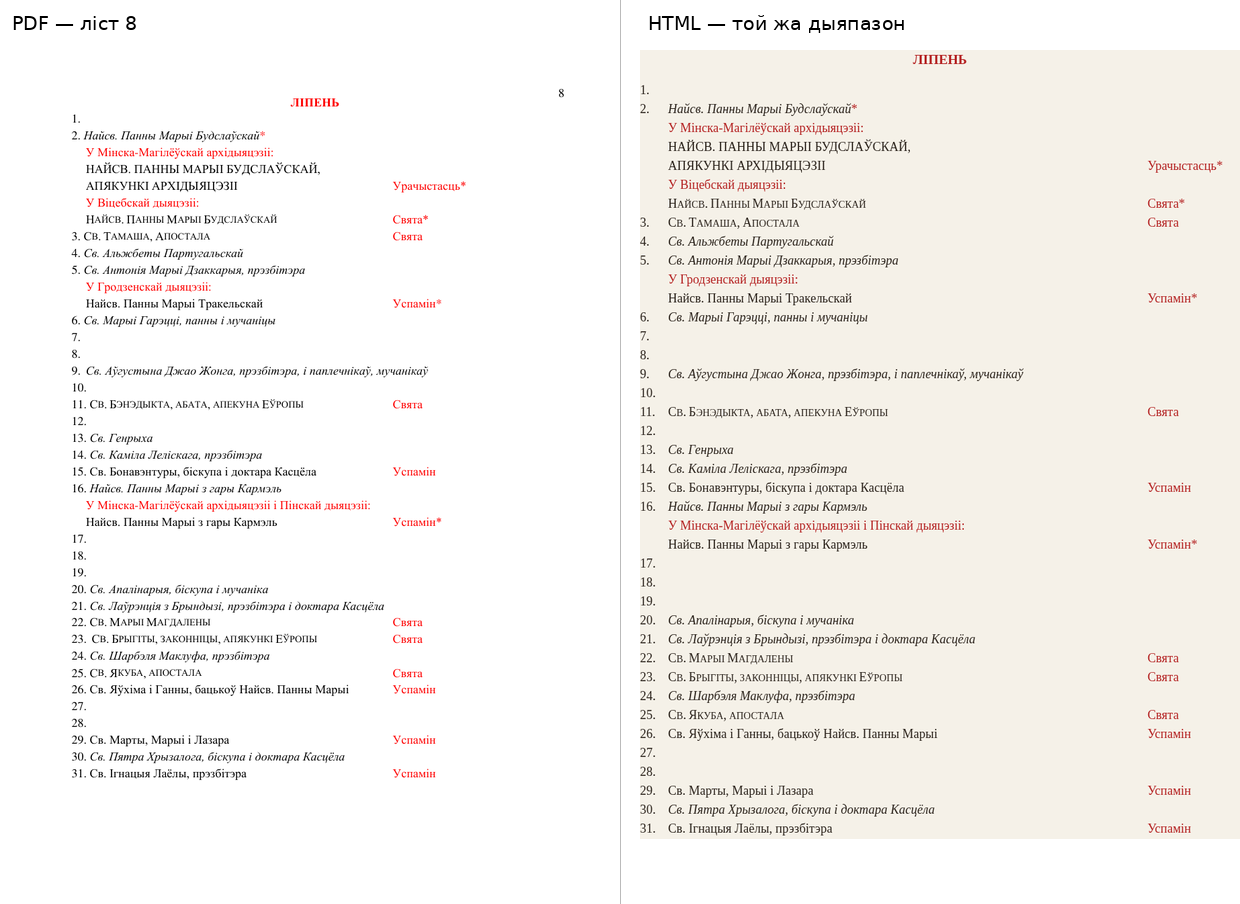 PDF — ліст 8
8
ЛІПЕНЬ
1.
2. Найсв. Панны Марыі Будслаўскай*
У Мінска-Магілёўскай архідыяцэзіі:
НАЙСВ. ПАННЫ МАРЫІ БУДСЛАЎСКАЙ,
АПЯКУНКІ АРХІДЫЯЦЭЗІІ Урачыстасць*
У Віцебскай дыяцэзіі:
Найсв. Панны Марыі Будслаўскай Свята*
3. Св. Тамаша, Апостала Свята
4. Св. Альжбеты Партугальскай
5. Св. Антонія Марыі Дзаккарыя, прэзбітэра
У Гродзенскай дыяцэзіі:
Найсв. Панны Марыі Тракельскай Успамін*
6. Св. Марыі Гарэцці, панны і мучаніцы
7.
8.
9. Св. Аўгустына Джао Жонга, прэзбітэра, і паплечнікаў, мучанікаў
10.
11. Св. Бэнэдыкта, абата, апекуна Еўропы Свята
12.
13. Св. Генрыха
14. Св. Каміла Леліскага, прэзбітэра
15. Св. Бонавэнтуры, біскупа і доктара Касцёла Успамін
16. Найсв. Панны Марыі з гары Кармэль
У Мінска-Магілёўскай архідыяцэзіі і Пінскай дыяцэзіі:
Найсв. Панны Марыі з гары Кармэль Успамін*
17.
18.
19.
20. Св. Апалінарыя, біскупа і мучаніка
21. Св. Лаўрэнція з Брындызі, прэзбітэра і доктара Касцёла
22. Св. Марыі Магдалены Свята
23. Св. Брыгіты, законніцы, апякункі Еўропы Свята
24. Св. Шарбэля Маклуфа, прэзбітэра
25. Св. Якуба, апостала Свята
26. Св. Яўхіма і Ганны, бацькоў Найсв. Панны Марыі Успамін
27.
28.
29. Св. Марты, Марыі і Лазара Успамін
30. Св. Пятра Хрызалога, біскупа і доктара Касцёла
31. Св. Ігнацыя Лаёлы, прэзбітэра Успамін
HTML — той жа дыяпазон
ЛІПЕНЬ
1.
2. Найсв. Панны Марыі Будслаўскай*
У Мінска-Магілёўскай архідыяцэзіі:
НАЙСВ. ПАННЫ МАРЫІ БУДСЛАЎСКАЙ,
АПЯКУНКІ АРХІДЫЯЦЭЗІІ Урачыстасць*
У Віцебскай дыяцэзіі:
Найсв. Панны Марыі Будслаўскай Свята*
3. Св. Тамаша, Апостала Свята
4. Св. Альжбеты Партугальскай
5. Св. Антонія Марыі Дзаккарыя, прэзбітэра
У Гродзенскай дыяцэзіі:
Найсв. Панны Марыі Тракельскай Успамін*
6. Св. Марыі Гарэцці, панны і мучаніцы
7.
8.
9. Св. Аўгустына Джао Жонга, прэзбітэра, і паплечнікаў, мучанікаў
10.
11. Св. Бэнэдыкта, абата, апекуна Еўропы Свята
12.
13. Св. Генрыха
14. Св. Каміла Леліскага, прэзбітэра
15. Св. Бонавэнтуры, біскупа і доктара Касцёла Успамін
16. Найсв. Панны Марыі з гары Кармэль
У Мінска-Магілёўскай архідыяцэзіі і Пінскай дыяцэзіі:
Найсв. Панны Марыі з гары Кармэль Успамін*
17.
18.
19.
20. Св. Апалінарыя, біскупа і мучаніка
21. Св. Лаўрэнція з Брындызі, прэзбітэра і доктара Касцёла
22. Св. Марыі Магдалены Свята
23. Св. Брыгіты, законніцы, апякункі Еўропы Свята
24. Св. Шарбэля Маклуфа, прэзбітэра
25. Св. Якуба, апостала Свята
26. Св. Яўхіма і Ганны, бацькоў Найсв. Панны Марыі Успамін
27.
28.
29. Св. Марты, Марыі і Лазара Успамін
30. Св. Пятра Хрызалога, біскупа і доктара Касцёла
31. Св. Ігнацыя Лаёлы, прэзбітэра Успамін